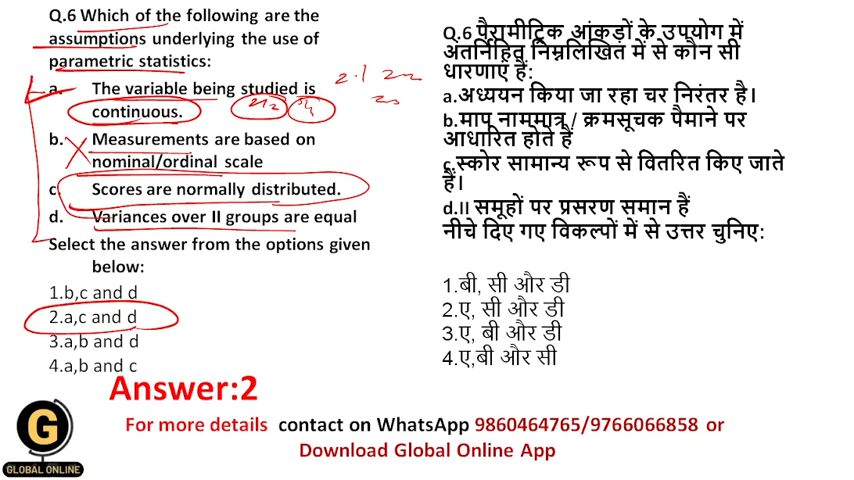 Q.6 Which of the following are the
assumptions underlying the use of
parametric statistics:
a. The variable being studied is
continuous.
b. Measurements are based on
nominal/ordinal scale
c. Scores are normally distributed.
d. Variances over II groups are equal
Select the answer from the options given
below:
1.b,c and d
2.a,c and d
3.a,b and d
4.a,b and c
Answer:2
Q.6 पैरामीट्रिक आंकड़ों के उपयोग में
अंतर्निहित निम्नलिखित में से कौन सी
धारणाएं हैं:
a.अध्ययन किया जा रहा चर निरंतर है।
b.माप नाममात्र / क्रमसूचक पैमाने पर
आधारित होते हैं
c.स्कोर सामान्य रूप से वितरित किए जाते
हैं।
d.II समूहों पर प्रसरण समान हैं
नीचे दिए गए विकल्पों में से उत्तर चुनिए:
1.बी, सी और डी
2.ए, सी और डी
3.ए, बी और डी
4.ए,बी और सी
For more details contact on WhatsApp 9860464765/9766066858 or
Download Global Online App
G
GLOBAL ONLINE